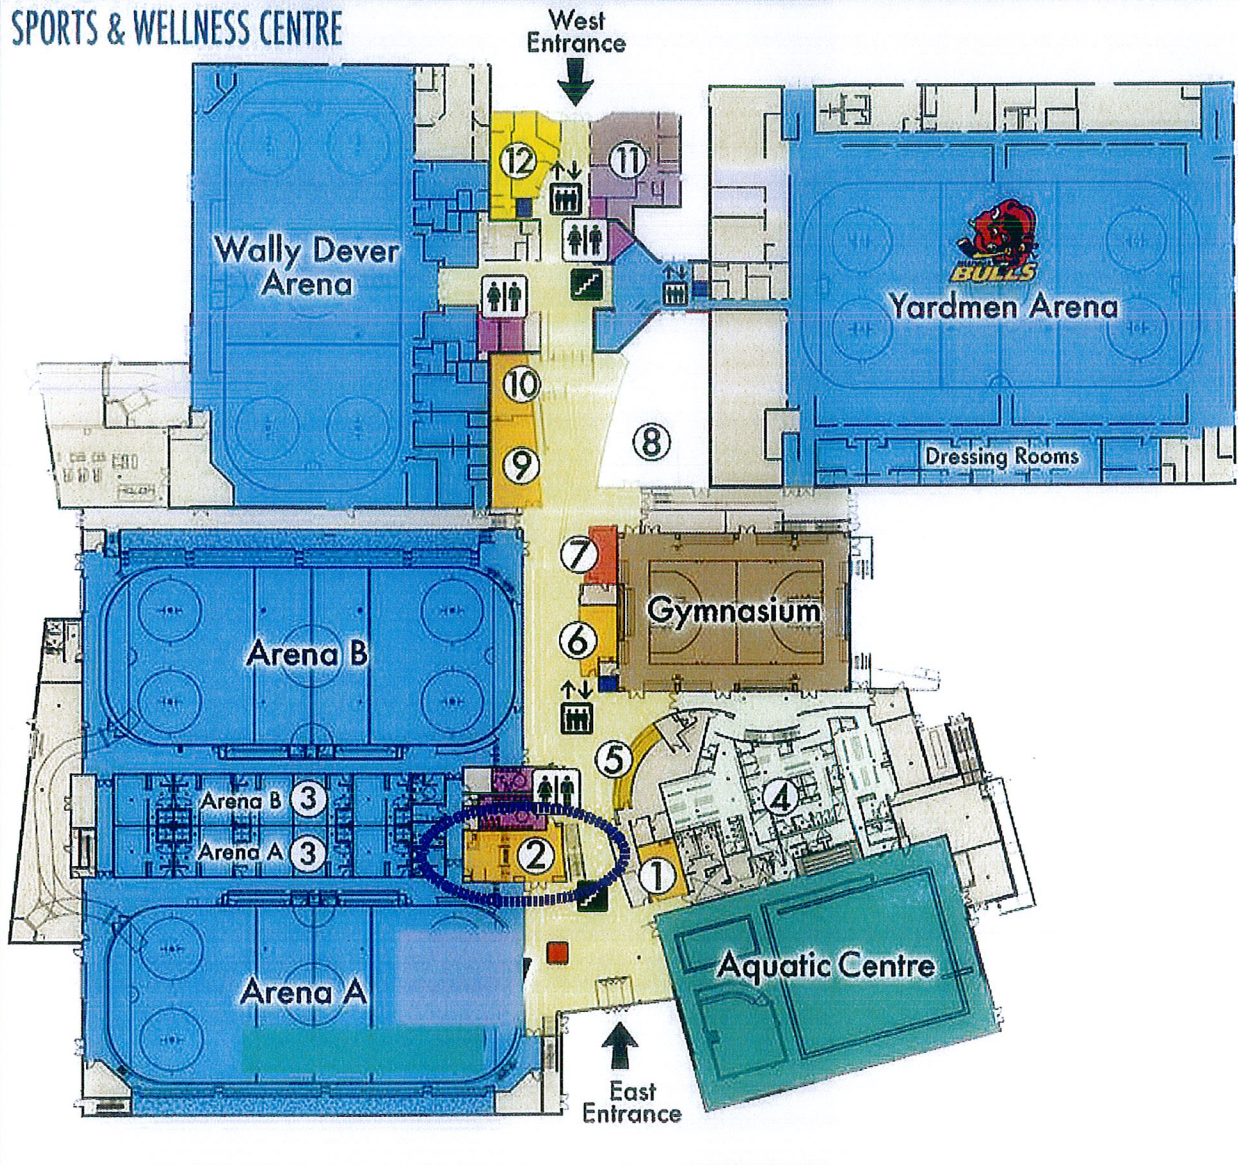 SPORTS & WELLNESS CENTRE
West
Entrance
12
11
Wally Dever
Arena
BULLS
Yardmen Arena
10
9
8
Dressing Rooms
7
Gymnasium
6
Arena B
5
Arena B 3
4
Arena A 3
2
1
Aquatic Centre
Arena A
East
Entrance